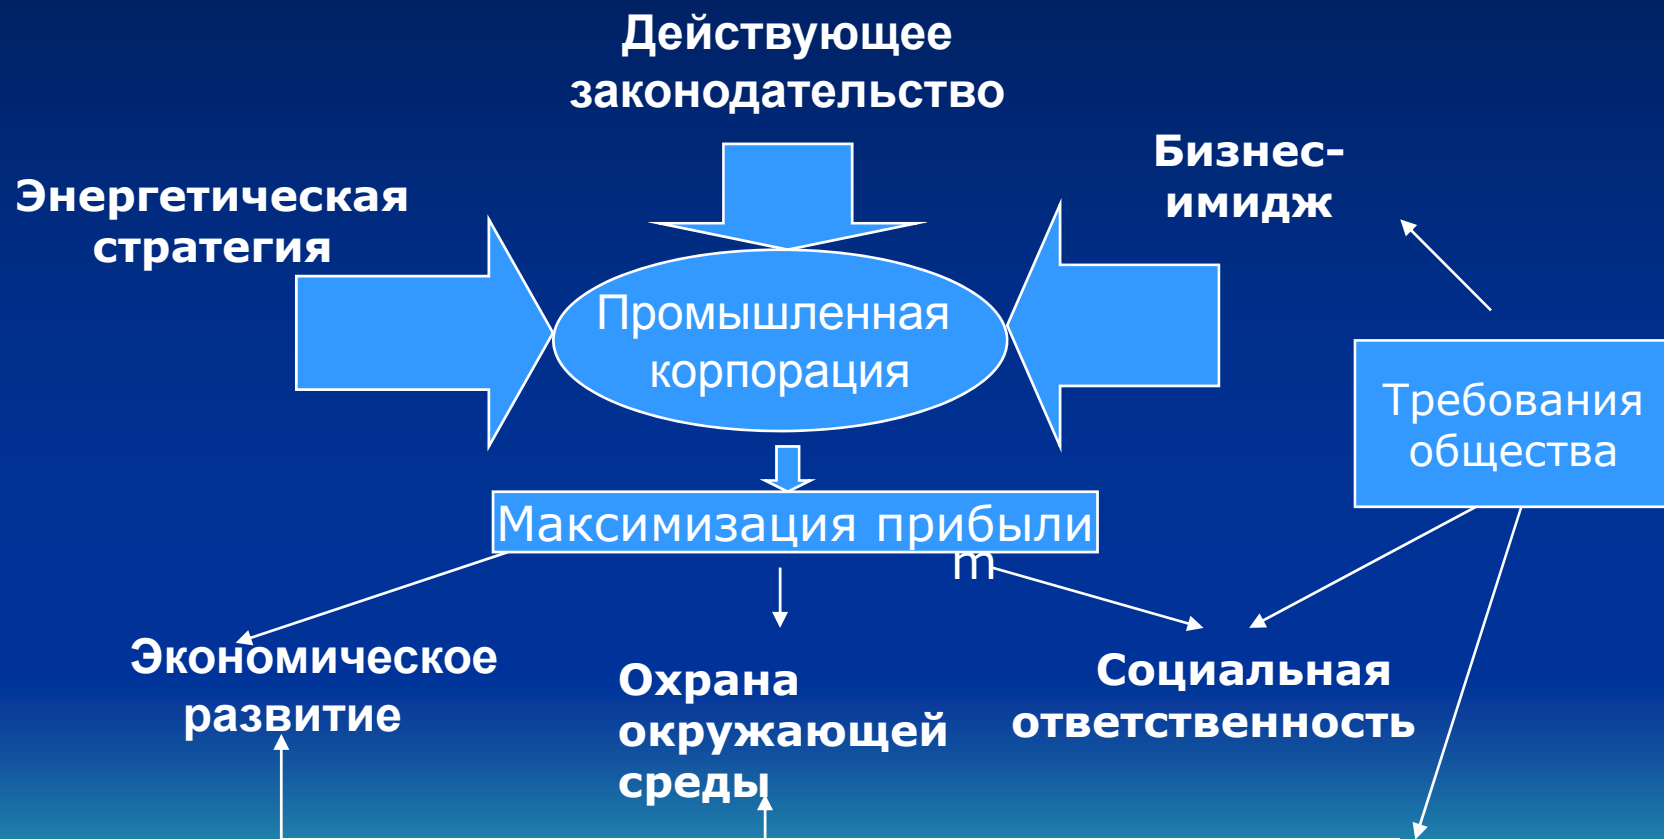 Действующее
законодательство
Бизнес-
имидж
Энергетическая
стратегия
Промышленная
корпорация
Требования
общества
Максимизация прибыли
m
Экономическое
развитие
Охрана
окружающей
среды
Социальная
ответственность